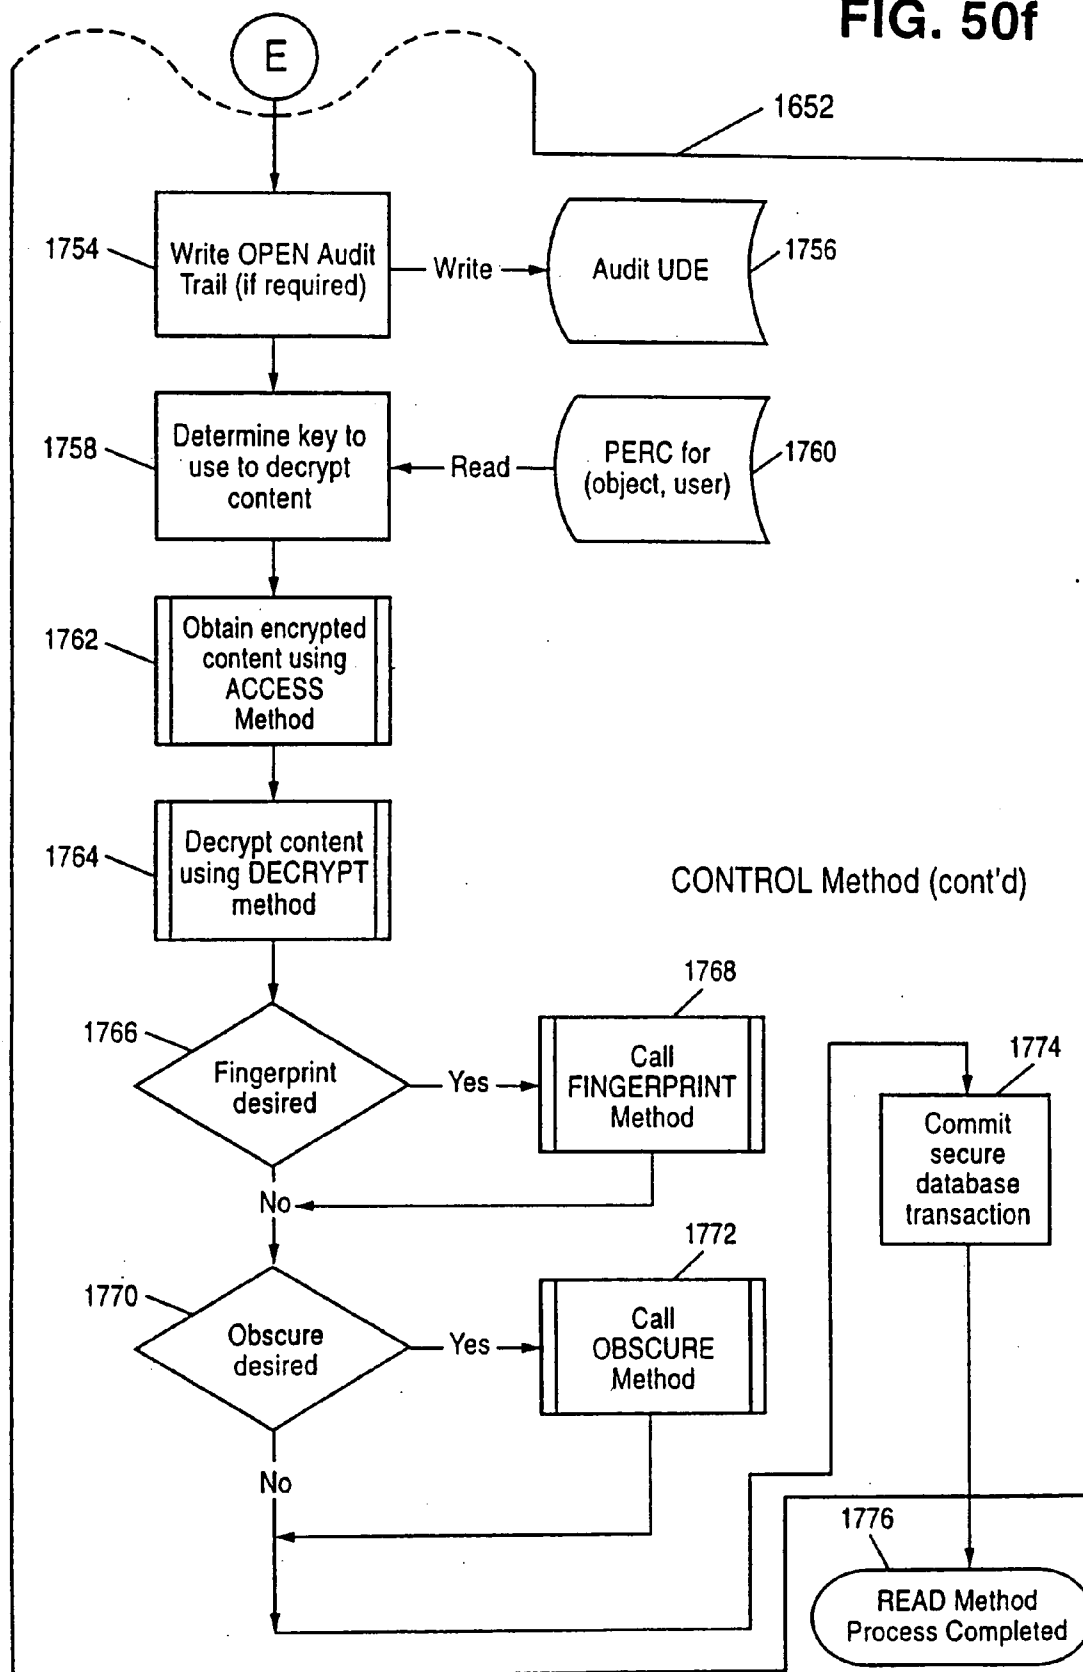 FIG. 50f
E
1652
1754
Write OPEN Audit
Trail (if required)
Write
Audit UDE
1756
1758
Determine key to
use to decrypt
content
Read
PERC for
(object, user)
1760
1762
Obtain encrypted
content using
ACCESS
Method
1764
Decrypt content
using DECRYPT
method
CONTROL Method (cont'd)
1766
Fingerprint
desired
Yes
1768
Call
FINGERPRINT
Method
No
1770
Obscure
desired
Yes
1772
Call
OBSCURE
Method
No
1774
Commit
secure
database
transaction
1776
READ Method
Process Completed